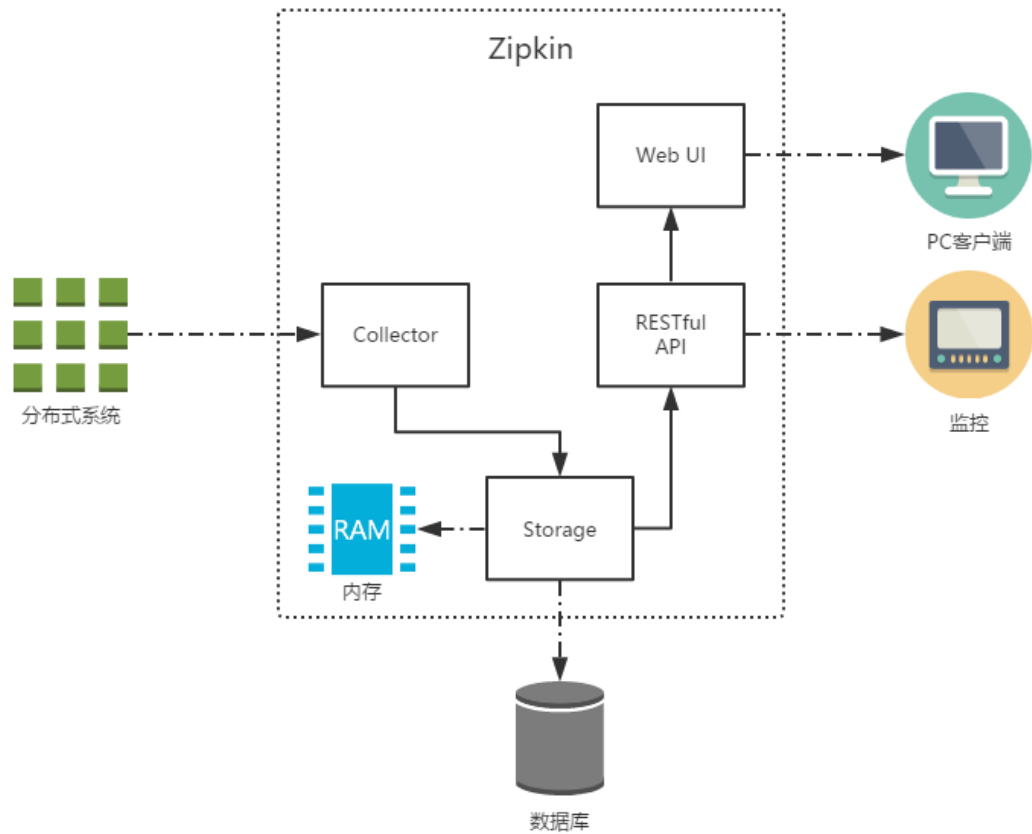 Zipkin
Web UI
PC客户端
Collector
RESTful
API
分布式系统
监控
RAM
Storage
内存
数据库